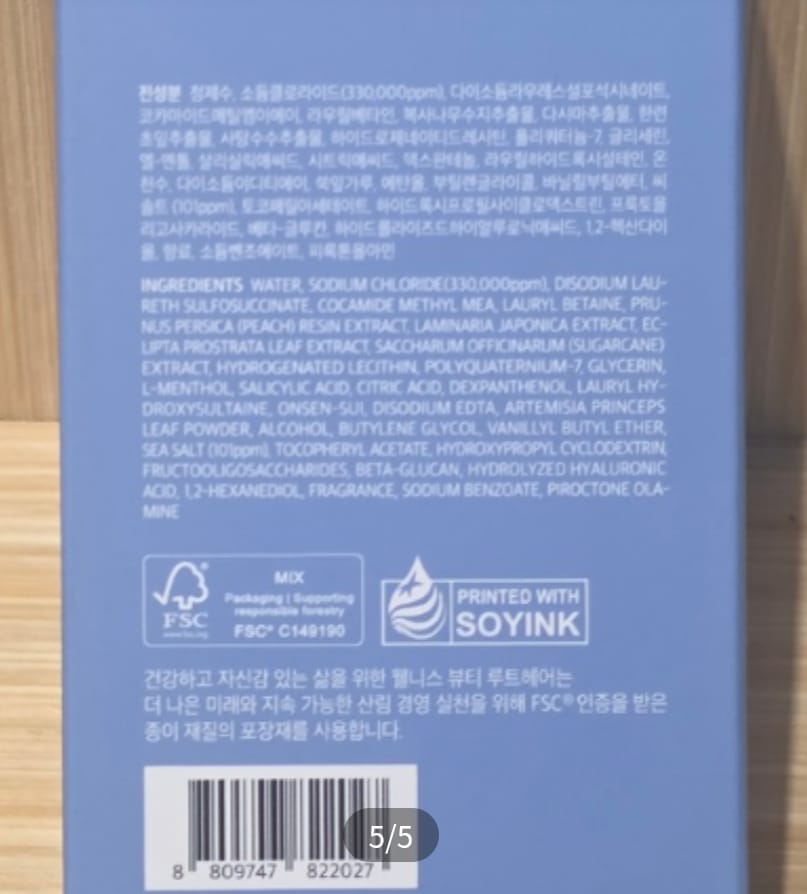 전성분 정제수, 소듐클로라이드(330,000ppm), 다이소듐라우레스설포석시네이트,
코카마이드메틸엠이에이, 라우릴베타인, 복사나무수지추출물, 다시마추출물, 한련
초잎추출물, 사탕수수추출물, 하이드로제네이티드레시틴, 폴리쿼터늄-7, 글리세린,
엘-멘톨, 살리실릭애씨드, 시트릭애씨드, 덱스판테놀, 라우릴하이드록시설테인, 온
천수, 다이소듐이디티에이, 쑥잎가루, 에탄올, 부틸렌글라이콜, 바닐릴부틸에터, 씨
솔트 (101ppm), 토코페릴아세테이트, 하이드록시프로필사이클로덱스트린, 프룩토올
리고사카라이드, 베타-글루칸, 하이드롤라이즈드하이알루로닉애씨드, 1,2-헥산다이
올, 향료, 소듐벤조에이트, 피록톤올아민
INGREDIENTS WATER, SODIUM CHLORIDE(330,000ppm), DISODIUM LAU-
RETH SULFOSUCCINATE, COCAMIDE METHYL MEA, LAURYL BETAINE, PRU-
NUS PERSICA (PEACH) RESIN EXTRACT, LAMINARIA JAPONICA EXTRACT, EC-
LIPTA PROSTRATA LEAF EXTRACT, SACCHARUM OFFICINARUM (SUGARCANE)
EXTRACT, HYDROGENATED LECITHIN, POLYQUATERNIUM-7, GLYCERIN,
L-MENTHOL, SALICYLIC ACID, CITRIC ACID, DEXPANTHENOL, LAURYL HY-
DROXYSULTAINE, ONSEN-SUI, DISODIUM EDTA, ARTEMISIA PRINCEPS
LEAF POWDER, ALCOHOL, BUTYLENE GLYCOL, VANILLYL BUTYL ETHER,
SEA SALT (101ppm), TOCOPHERYL ACETATE, HYDROXYPROPYL CYCLODEXTRIN,
FRUCTOOLIGOSACCHARIDES, BETA-GLUCAN, HYDROLYZED HYALURONIC
ACID, 1,2-HEXANEDIOL, FRAGRANCE, SODIUM BENZOATE, PIROCTONE OLA-
MINE
FSC
www.fsc.org
MIX
Packaging | Supporting
responsible forestry
FSC® C149190
PRINTED WITH
SOYINK
건강하고 자신감 있는 삶을 위한 웰니스 뷰티 루트헤어는
더 나은 미래와 지속 가능한 산림 경영 실천을 위해 FSC® 인증을 받은
종이 재질의 포장재를 사용합니다.
8 809747 822027
5/5